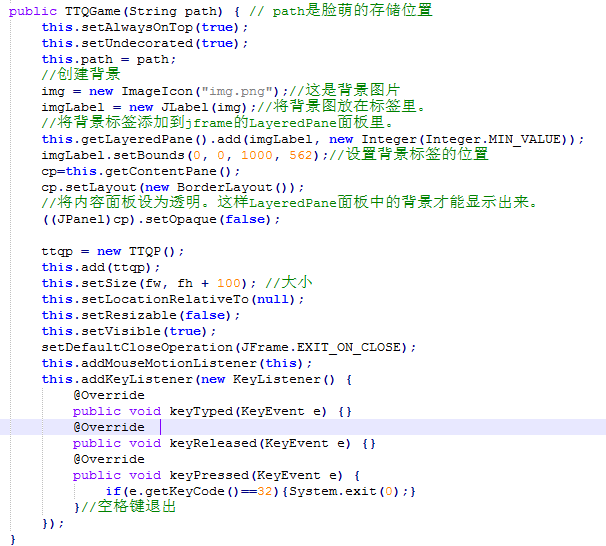 public TTQGame(String path) { // path是脸萌的存储位置
    this.setAlwaysOnTop(true);
    this.setUndecorated(true);
    this.path = path;
    //创建背景
    img = new ImageIcon("img.png");//这是背景图片
    imgLabel = new JLabel(img);//将背景图放在标签里。
    //将背景标签添加到jframe的LayeredPane面板里。
    this.getLayeredPane().add(imgLabel, new Integer(Integer.MIN_VALUE));
    imgLabel.setBounds(0, 0, 1000, 562);//设置背景标签的位置
    cp=this.getContentPane();
    cp.setLayout(new BorderLayout());
    //将内容面板设为透明。这样LayeredPane面板中的背景才能显示出来。
    ((JPanel)cp).setOpaque(false);

    ttqp = new TTQP();
    this.add(ttqp);
    this.setSize(fw, fh + 100); //大小
    this.setLocationRelativeTo(null);
    this.setResizable(false);
    this.setVisible(true);
    setDefaultCloseOperation(JFrame.EXIT_ON_CLOSE);
    this.addMouseMotionListener(this);
    this.addKeyListener(new KeyListener() {
        @Override
        public void keyTyped(KeyEvent e) {}
        @Override
        public void keyReleased(KeyEvent e) {}
        @Override
        public void keyPressed(KeyEvent e) {
            if(e.getKeyCode()==32){System.exit(0);}
        }//空格键退出
    });
}